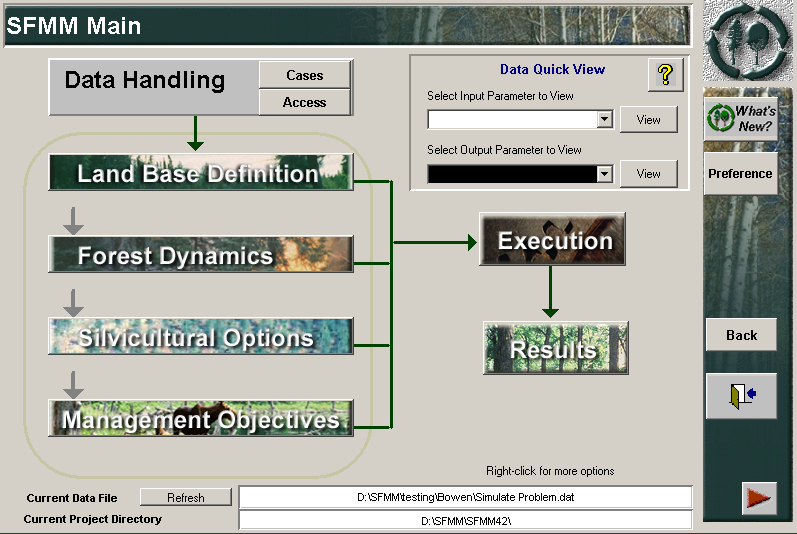 SFMM Main
Data Handling
Cases
Access
Data Quick View
?
Select Input Parameter to View
View
Select Output Parameter to View
View
What's
New?
Preference
Land Base Definition
Forest Dynamics
Silvicultural Options
Management Objectives
Execution
Results
Back
Right-click for more options
Current Data File
Refresh
D:\SFMM\testing\Bowen\Simulate Problem.dat
Current Project Directory
D:\SFMM\SFMM42\